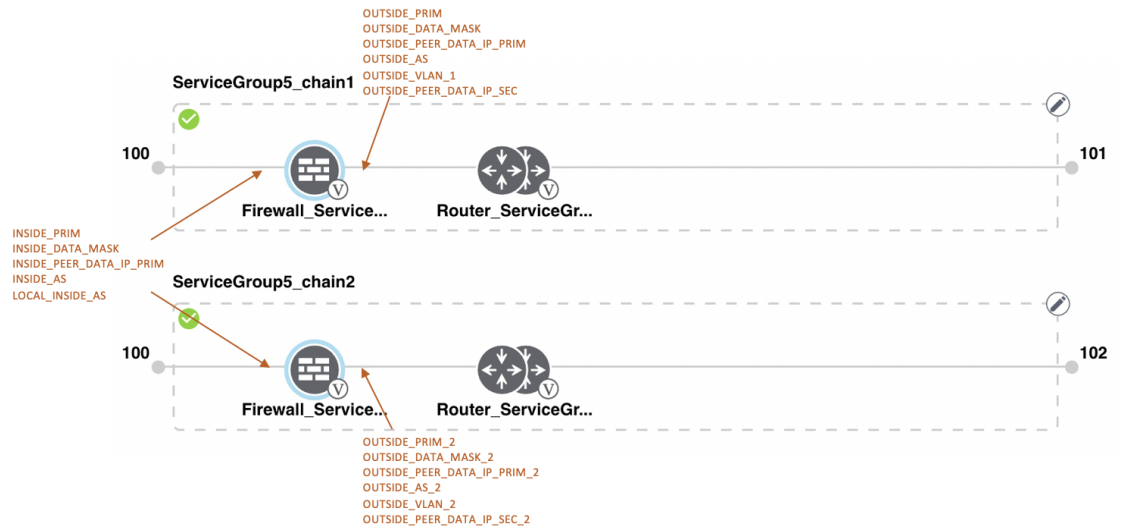 OUTSIDE_PRIM
OUTSIDE_DATA_MASK
OUTSIDE_PEER_DATA_IP_PRIM
OUTSIDE_AS
OUTSIDE_VLAN_1
OUTSIDE_PEER_DATA_IP_SEC
ServiceGroup5_chain1
100
101
V
V
Firewall_Service...
Router_ServiceGr...
INSIDE_PRIM
INSIDE_DATA_MASK
INSIDE_PEER_DATA_IP_PRIM
INSIDE_AS
LOCAL_INSIDE_AS
ServiceGroup5_chain2
100
102
V
V
Firewall_Service...
Router_ServiceGr...
OUTSIDE_PRIM_2
OUTSIDE_DATA_MASK_2
OUTSIDE_PEER_DATA_IP_PRIM_2
OUTSIDE_AS_2
OUTSIDE_VLAN_2
OUTSIDE_PEER_DATA_IP_SEC_2